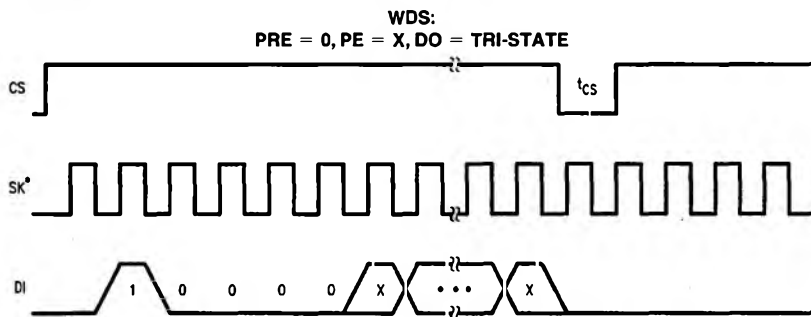 WDS:
PRE = 0, PE = X, DO = TRI-STATE
CS
tCS
SK*
DI
1 0 0 0 0 X • • • X